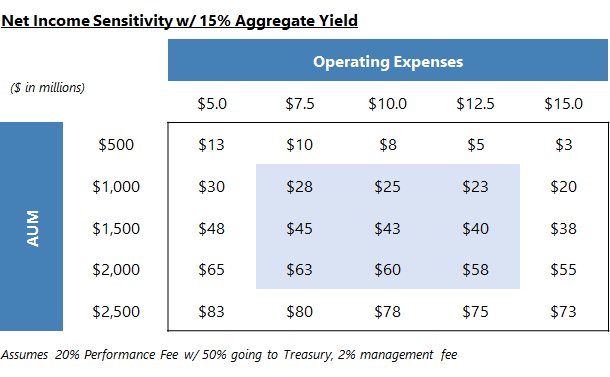 Net Income Sensitivity w/ 15% Aggregate Yield
Operating Expenses
($ in millions)
$5.0 $7.5 $10.0 $12.5 $15.0
AUM
$500 $13 $10 $8 $5 $3
$1,000 $30 $28 $25 $23 $20
$1,500 $48 $45 $43 $40 $38
$2,000 $65 $63 $60 $58 $55
$2,500 $83 $80 $78 $75 $73
Assumes 20% Performance Fee w/ 50% going to Treasury, 2% management fee